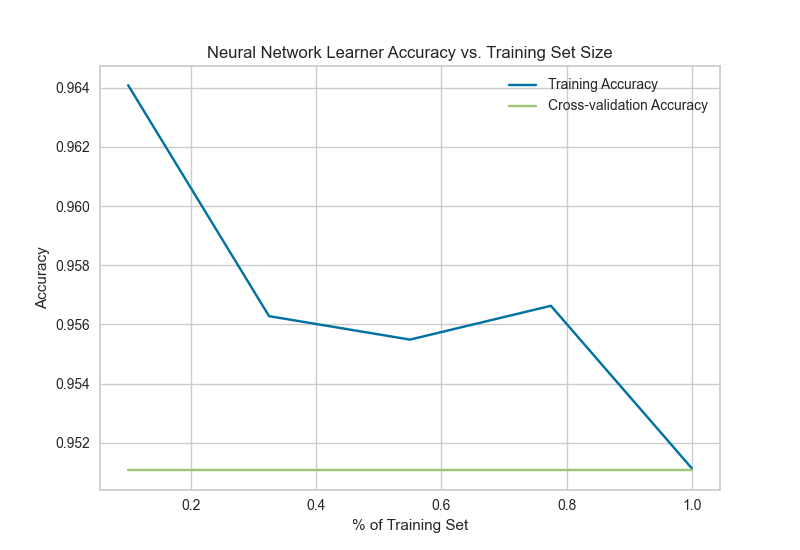 Neural Network Learner Accuracy vs. Training Set Size
Training Accuracy
Cross-validation Accuracy
Accuracy
0.964
0.962
0.960
0.958
0.956
0.954
0.952
0.2
0.4
0.6
0.8
1.0
% of Training Set